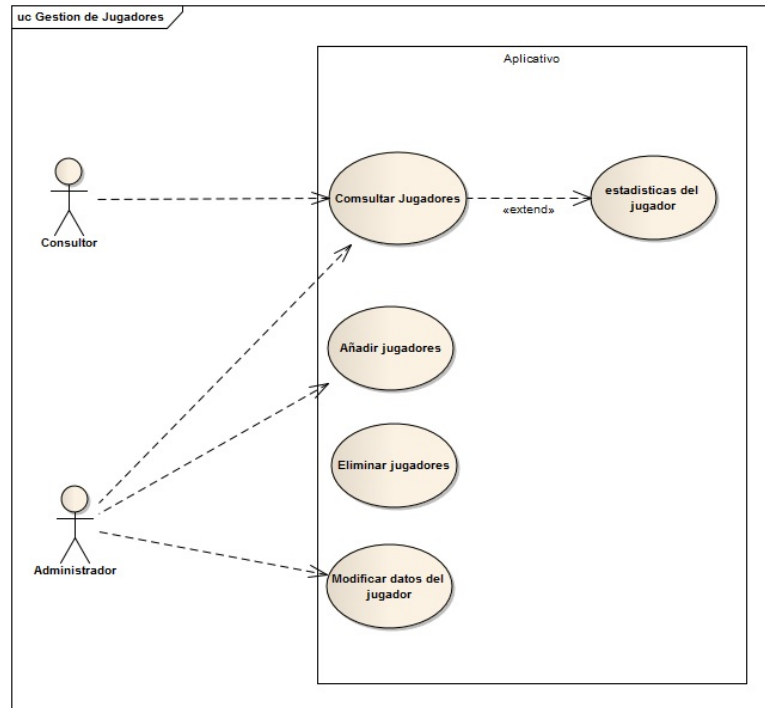 uc Gestion de Jugadores
Aplicativo
Consultor
Comsultar Jugadores
«extend»
estadisticas del
jugador
Añadir jugadores
Eliminar jugadores
Administrador
Modificar datos del
jugador